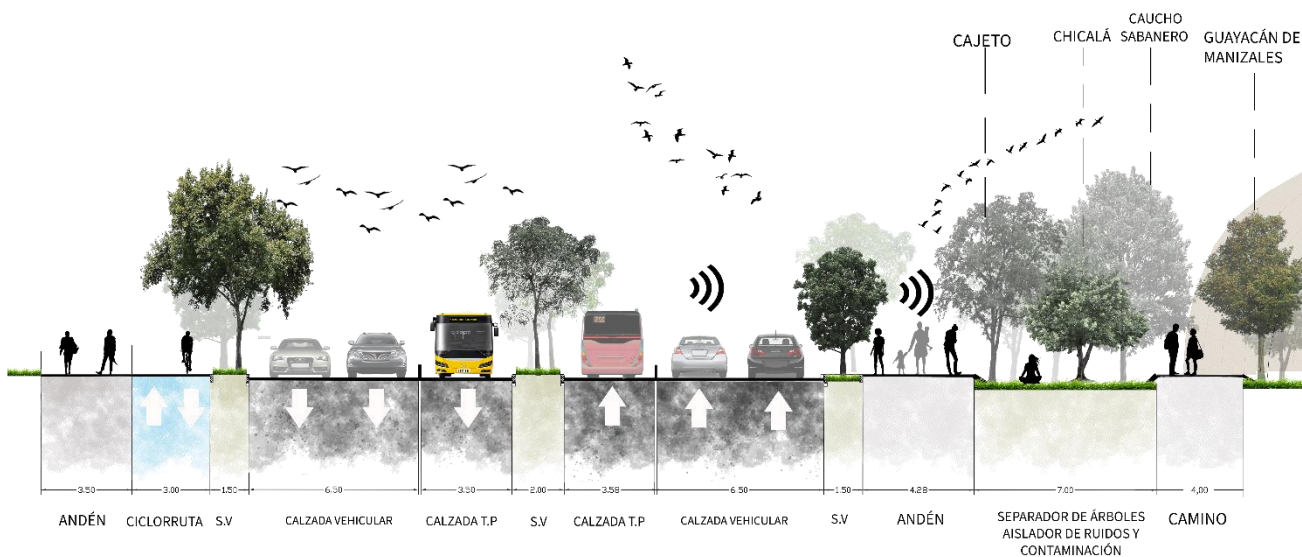 CAJETO
CHICALÁ
CAUCHO
SABANERO
GUAYACÁN DE
MANIZALES
3.50
3.00
1.50
6.50
3.50
2.00
3.58
6.50
1.50
4.28
7.00
4,00
ANDÉN
CICLORRUTA
S.V
CALZADA VEHICULAR
CALZADA T.P
S.V
CALZADA T.P
CALZADA VEHICULAR
S.V
ANDÉN
SEPARADOR DE ÁRBOLES
AISLADOR DE RUIDOS Y
CONTAMINACIÓN
CAMINO